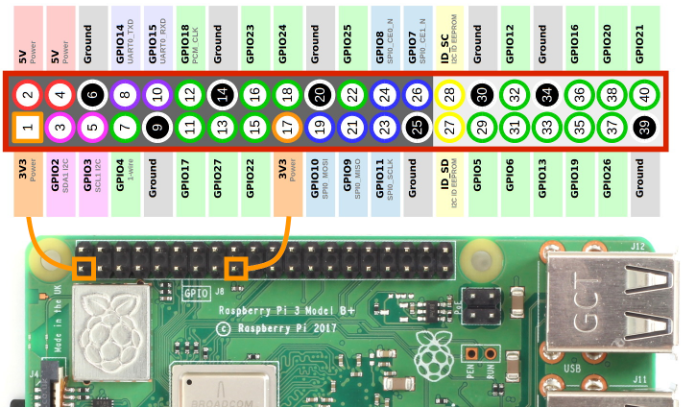 5V
Power
5V
Power
Ground
GPIO14
UART0_TXD
GPIO15
UART0_RXD
GPIO18
PCM_CLK
Ground
GPIO23
GPIO24
Ground
GPIO25
GPIO8
SPI0_CE0_N
GPIO7
SPI0_CE1_N
ID_SC
I2C ID EEPROM
Ground
GPIO12
Ground
GPIO16
GPIO20
GPIO21
2 4 6 8 10 12 14 16 18 20 22 24 26 28 30 32 34 36 38 40
1 3 5 7 9 11 13 15 17 19 21 23 25 27 29 31 33 35 37 39
3V3
Power
GPIO2
SDA1 I2C
GPIO3
SCL1 I2C
GPIO4
1-wire
Ground
GPIO17
GPIO27
GPIO22
3V3
Power
GPIO10
SPI0_MOSI
GPIO9
SPI0_MISO
GPIO11
SPI0_SCLK
Ground
ID_SD
I2C ID EEPROM
GPIO5
GPIO6
GPIO13
GPIO19
GPIO26
Ground
J12
GPIO
J8
Raspberry Pi 3 Model B+
© Raspberry Pi 2017
Made in the UK
PoE
GCT
PEN
RUN
USB
J4
J11
BROADCOM